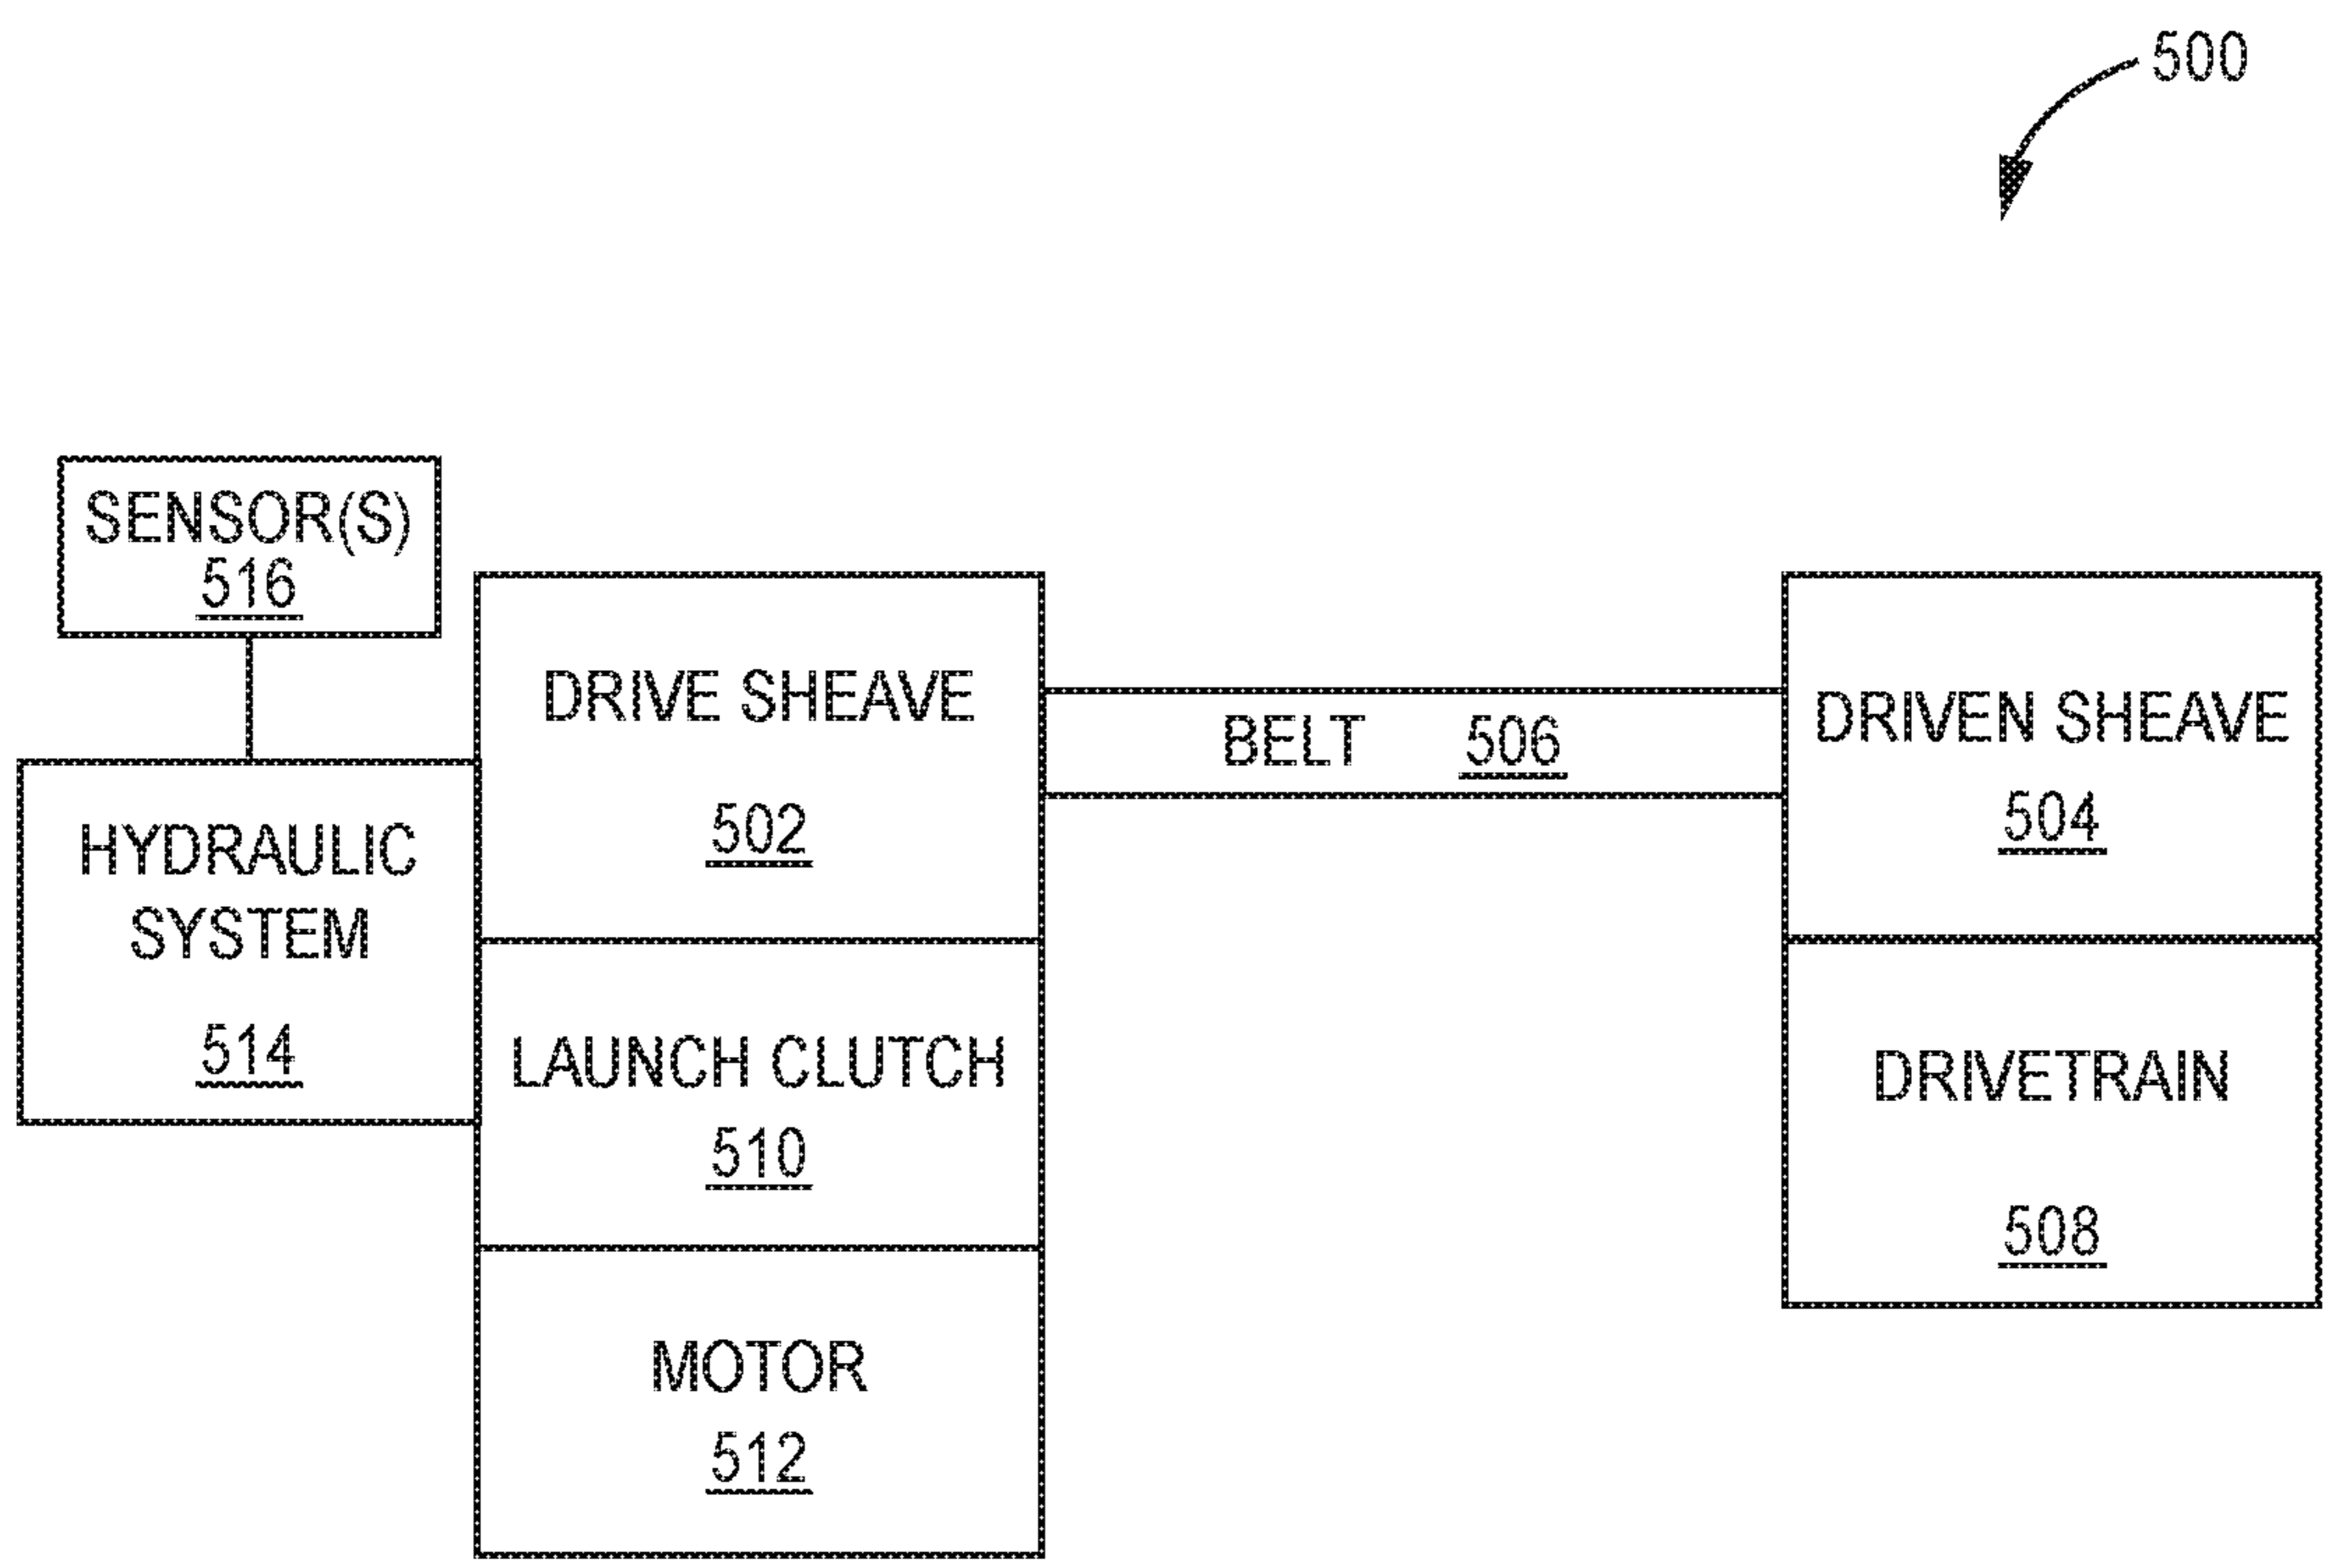 500
SENSOR(S)
516
HYDRAULIC
SYSTEM
514
DRIVE SHEAVE
502
LAUNCH CLUTCH
510
MOTOR
512
BELT 506
DRIVEN SHEAVE
504
DRIVETRAIN
508